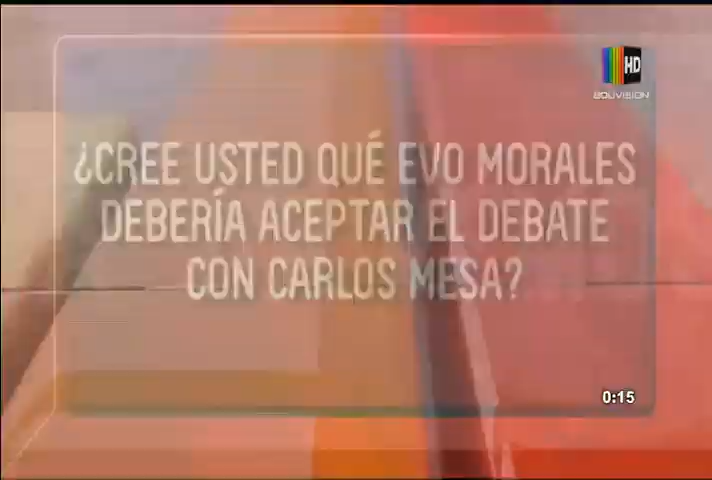 HD
BOLIVISION
¿CREE USTED QUÉ EVO MORALES
DEBERÍA ACEPTAR EL DEBATE
CON CARLOS MESA?
0:15